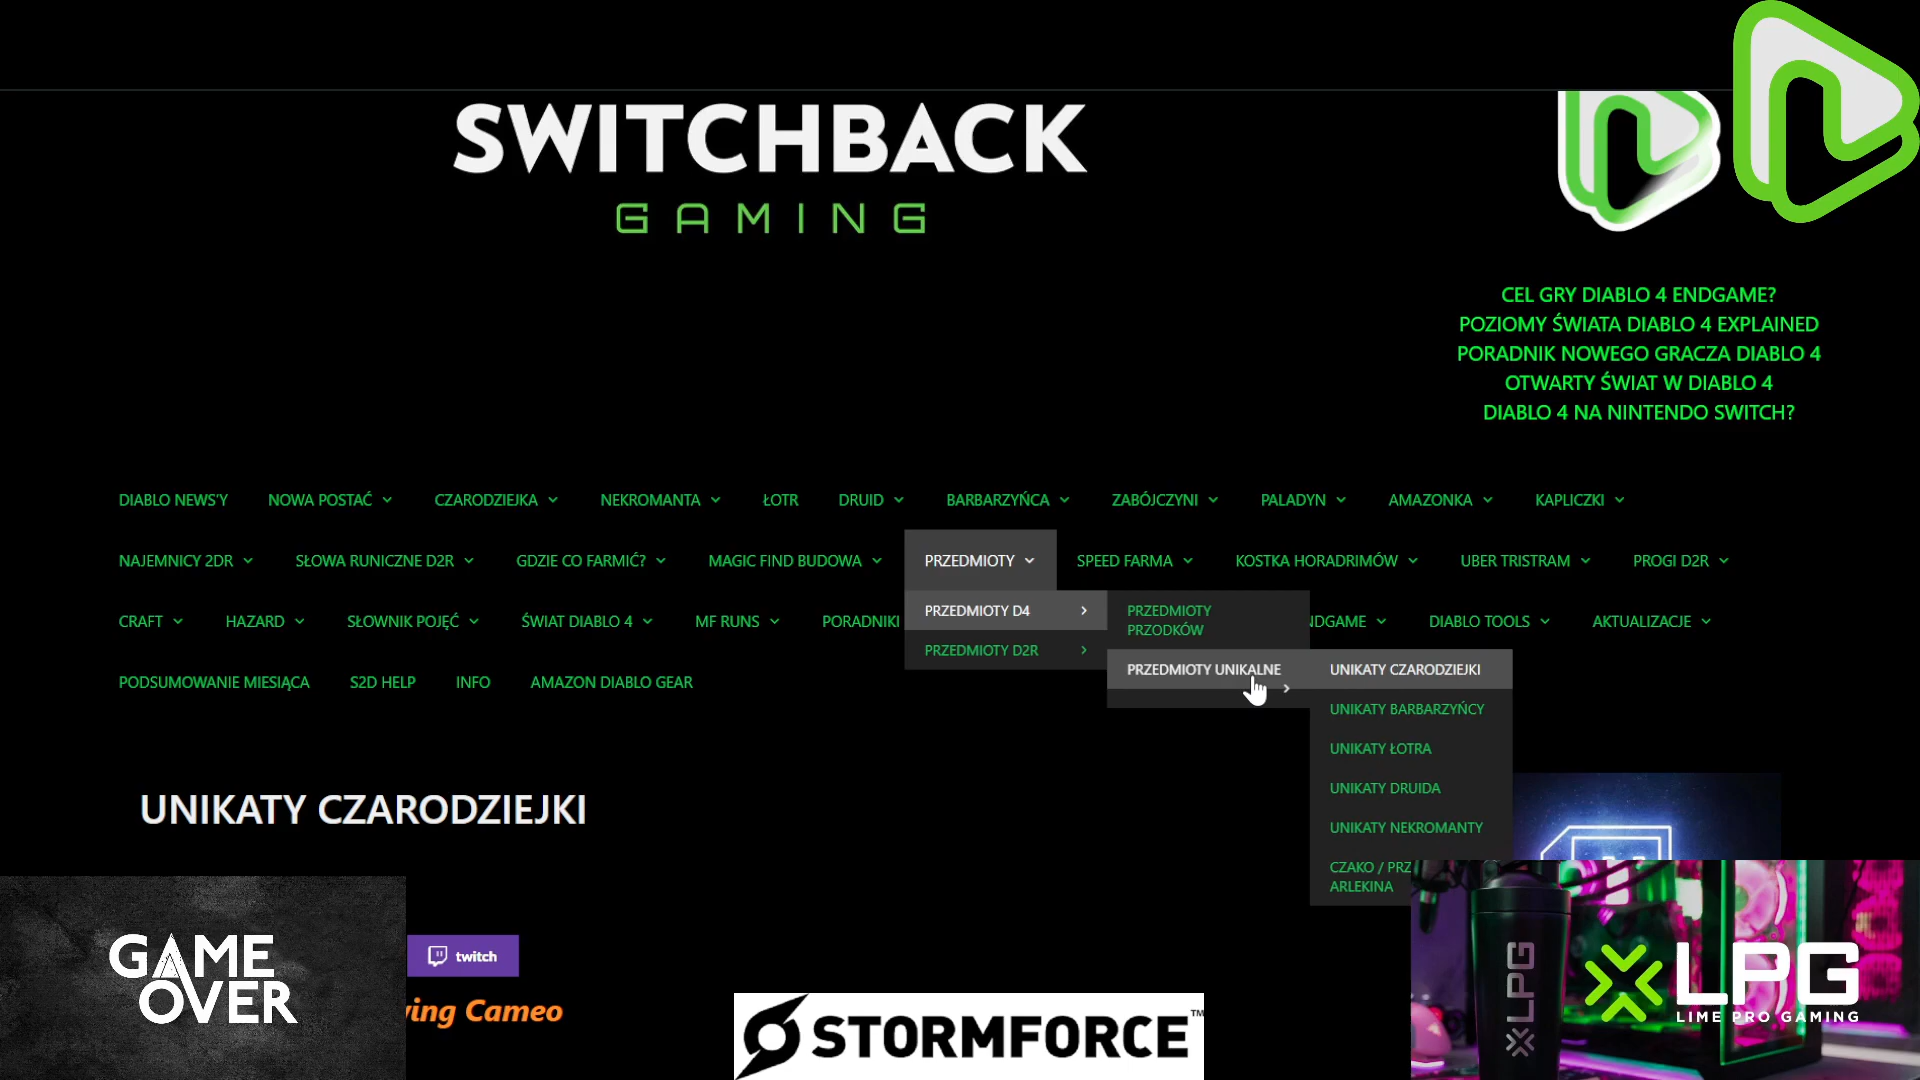 SWITCHBACK
GAMING
CEL GRY DIABLO 4 ENDGAME?
POZIOMY ŚWIATA DIABLO 4 EXPLAINED
PORADNIK NOWEGO GRACZA DIABLO 4
OTWARTY ŚWIAT W DIABLO 4
DIABLO 4 NA NINTENDO SWITCH?
DIABLO NEWS'Y NOWA POSTAĆ CZARODZIEJKA NEKROMANTA ŁOTR DRUID BARBARZYŃCA ZABÓJCZYNI PALADYN AMAZONKA KAPLICZKI
NAJEMNICY 2DR SŁOWA RUNICZNE D2R GDZIE CO FARMIĆ? MAGIC FIND BUDOWA PRZEDMIOTY SPEED FARMA KOSTKA HORADRIMÓW UBER TRISTRAM PROGI D2R
CRAFT HAZARD SŁOWNIK POJĘĆ ŚWIAT DIABLO 4 MF RUNS PORADNIKI NDGAME DIABLO TOOLS AKTUALIZACJE
PODSUMOWANIE MIESIĄCA S2D HELP INFO AMAZON DIABLO GEAR
PRZEDMIOTY D4
PRZEDMIOTY D2R
PRZEDMIOTY
PRZODKÓW
PRZEDMIOTY UNIKALNE
UNIKATY CZARODZIEJKI
UNIKATY BARBARZYŃCY
UNIKATY ŁOTRA
UNIKATY DRUIDA
UNIKATY NEKROMANTY
CZAKO / PRZ
ARLEKINA
UNIKATY CZARODZIEJKI
GAME
OVER
twitch
ving Cameo
STORMFORCE™
XLPG
XLPG
LIME PRO GAMING